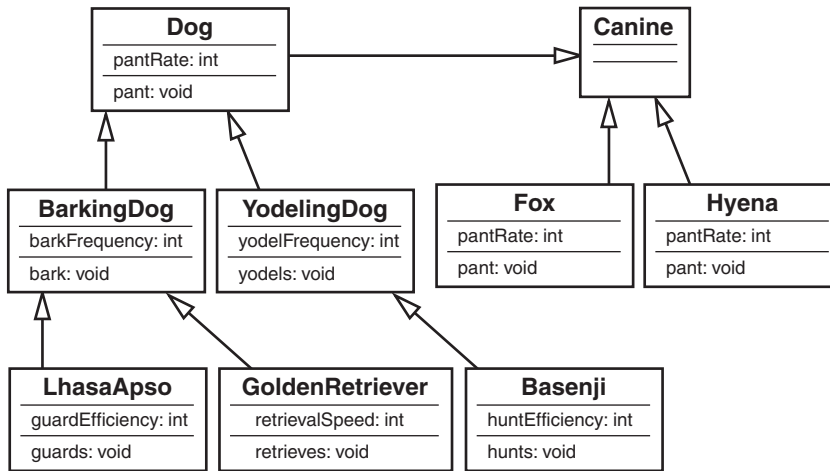 Dog
pantRate: int
pant: void
Canine
BarkingDog
barkFrequency: int
bark: void
YodelingDog
yodelFrequency: int
yodels: void
Fox
pantRate: int
pant: void
Hyena
pantRate: int
pant: void
LhasaApso
guardEfficiency: int
guards: void
GoldenRetriever
retrievalSpeed: int
retrieves: void
Basenji
huntEfficiency: int
hunts: void